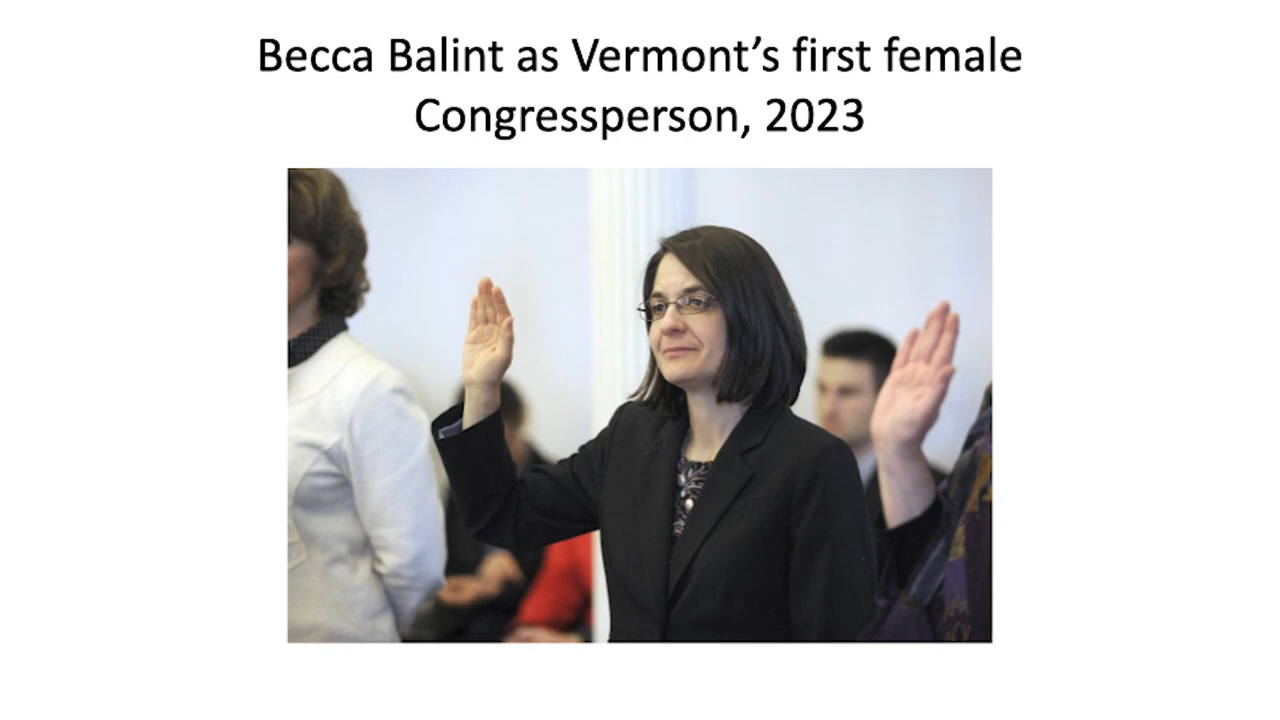 Becca Balint as Vermont’s first female
Congressperson, 2023